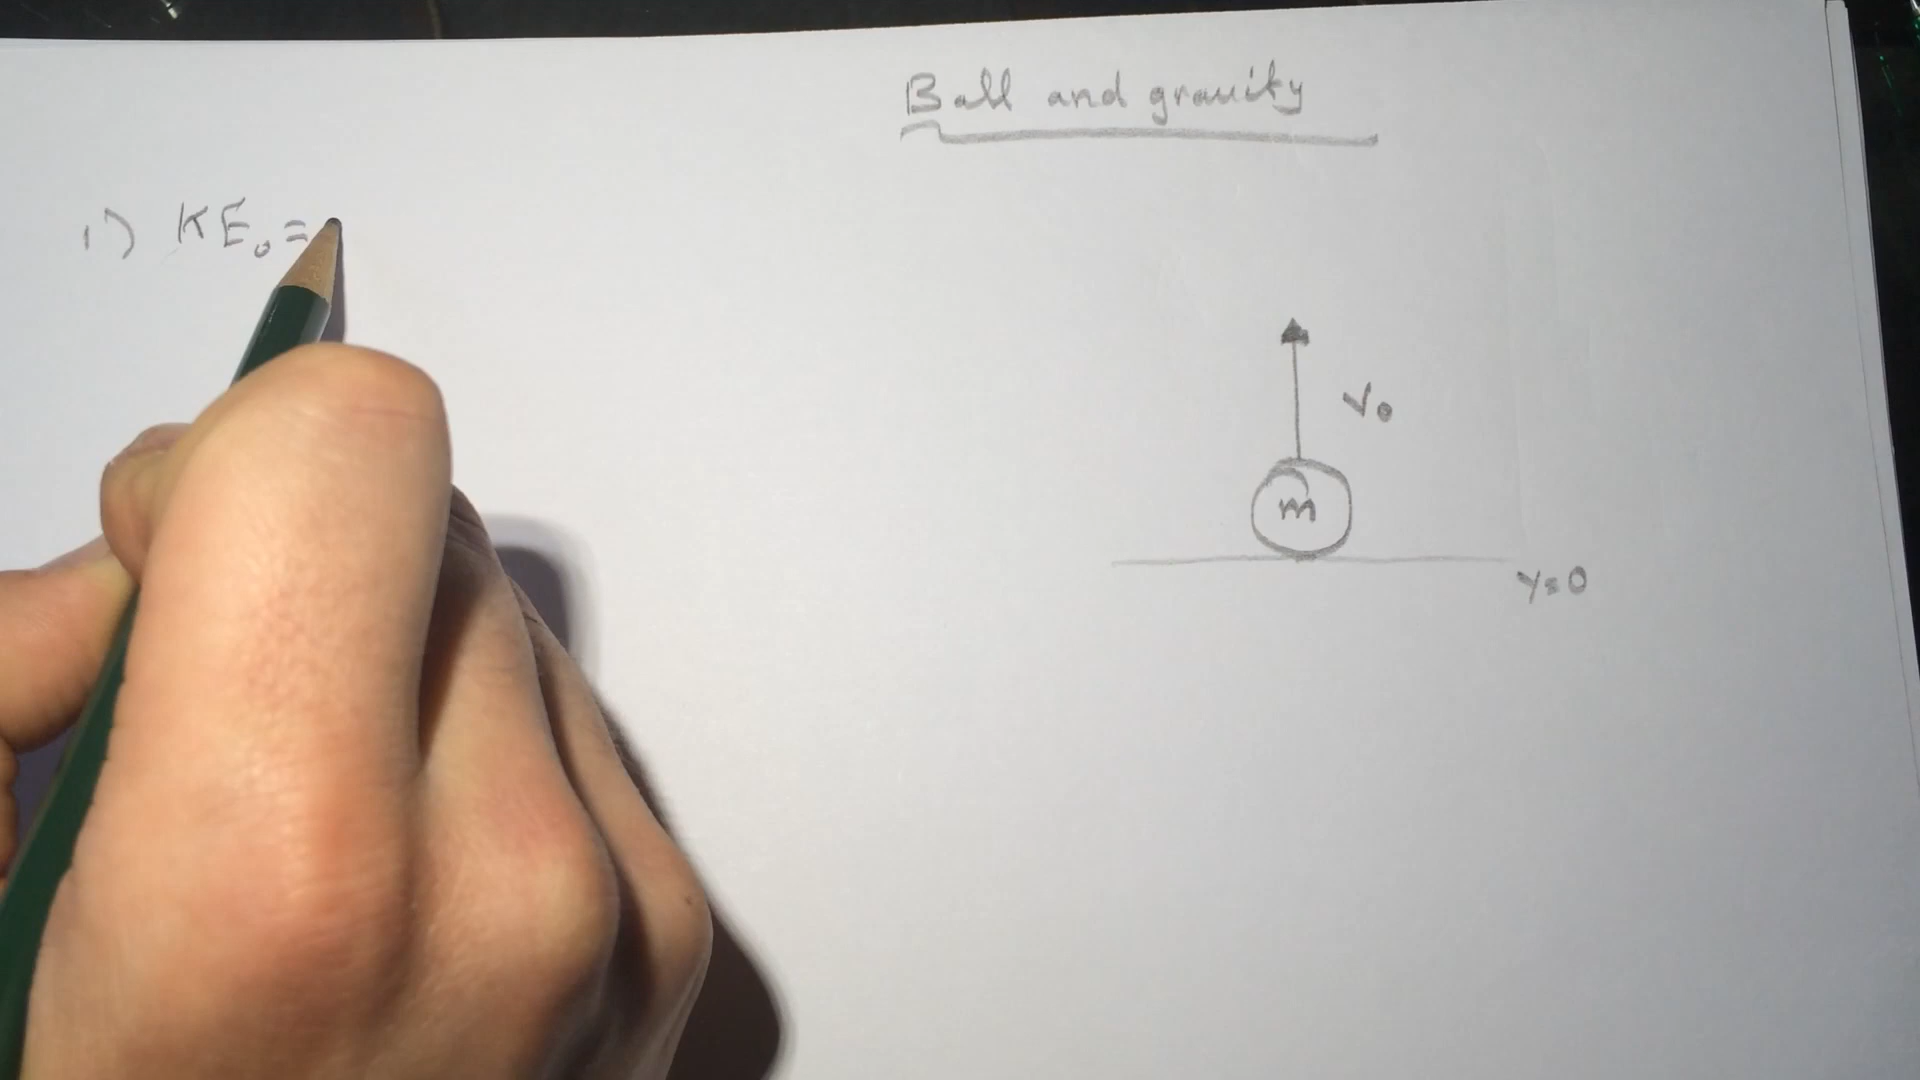 Ball and gravity
1) KE₀ =
V₀
m
y=0